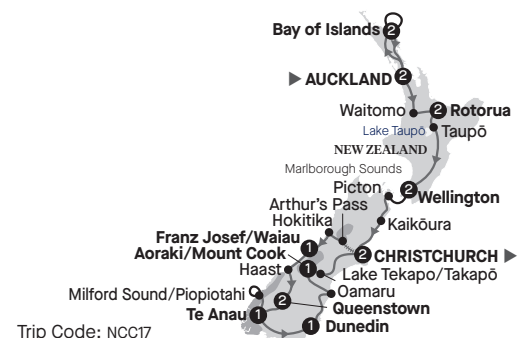 Bay of Islands 2
▶ AUCKLAND 2
Waitomo
2 Rotorua
Lake Taupō
Taupō
NEW ZEALAND
Marlborough Sounds
Picton
2 Wellington
Arthur's Pass
Hokitika
Kaikōura
Franz Josef/Waiau 1
2 CHRISTCHURCH ▶
Aoraki/Mount Cook 1
Haast
Lake Tekapo/Takapō
Milford Sound/Piopiotahi
Oamaru
2 Queenstown
Te Anau 1
1 Dunedin
Trip Code: NCC17